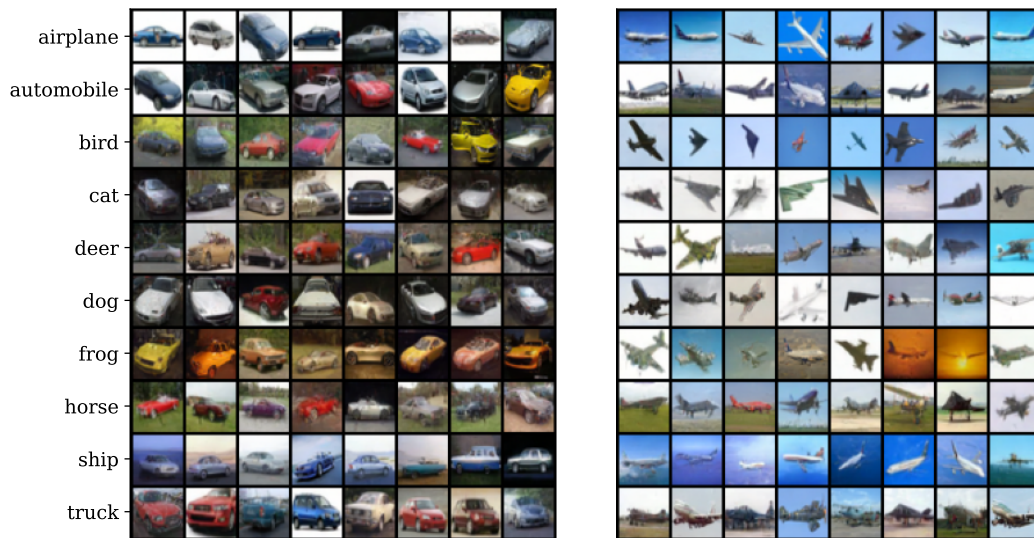 airplane
automobile
bird
cat
deer
dog
frog
horse
ship
truck